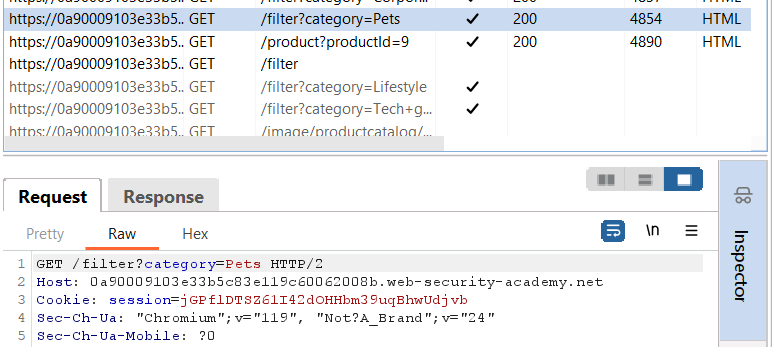 https://0a90009103e33b5... GET /filter?category=Pets ✓ 200 4854 HTML
https://0a90009103e33b5... GET /product?productId=9 ✓ 200 4890 HTML
https://0a90009103e33b5... GET /filter
https://0a90009103e33b5... GET /filter?category=Lifestyle ✓
https://0a90009103e33b5... GET /filter?category=Tech+g... ✓
https://0a90009103e33b5... GET /image/productcatalog/...
Request Response
Pretty Raw Hex \n
1 GET /filter?category=Pets HTTP/2
2 Host: 0a90009103e33b5c83e119c60062008b.web-security-academy.net
3 Cookie: session=jGPflDTSZ61I42dOHHbm39uqBhwUdjvb
4 Sec-Ch-Ua: "Chromium";v="119", "Not?A_Brand";v="24"
5 Sec-Ch-Ua-Mobile: ?0
Inspector